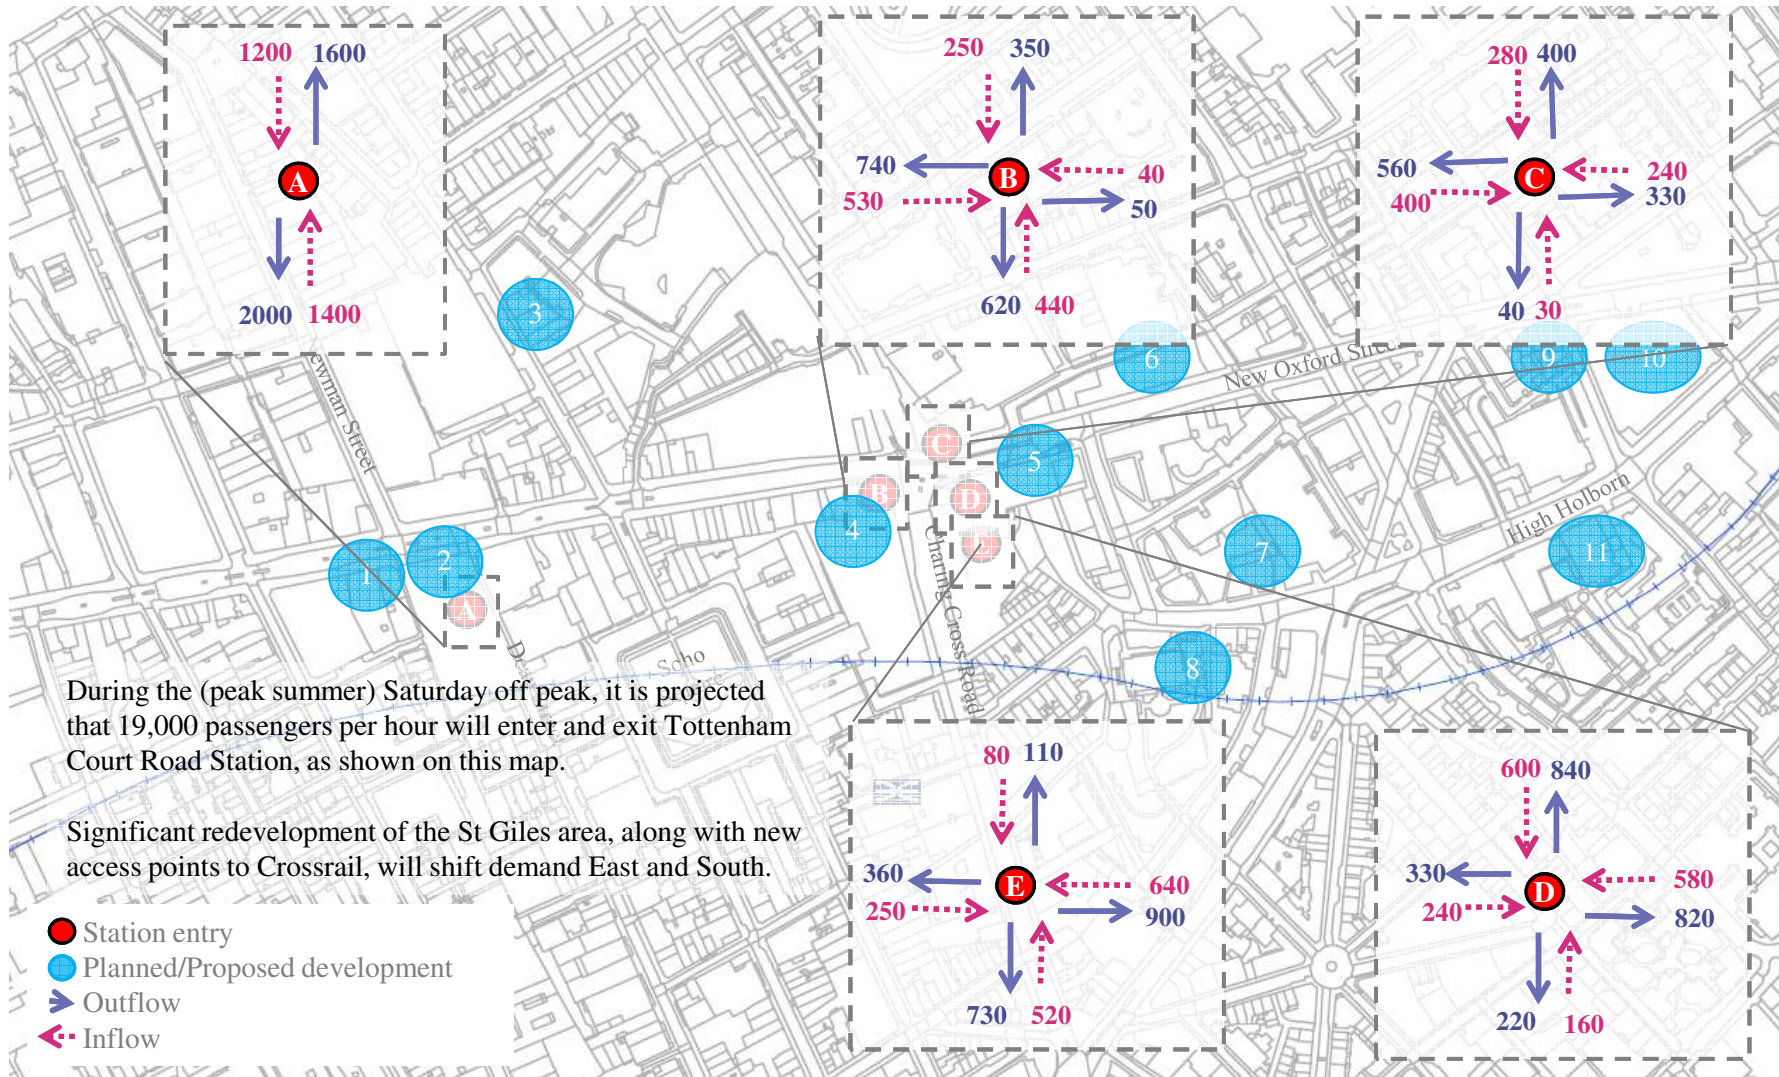 1200 1600
A
2000 1400
250 350
740
530
B
40
50
620 440
280 400
560
400
C
240
330
40 30
3
6
9
10
New Oxford Street
ewman Street
C
5
B
D
4
E
7
High Holborn
11
1
2
A
Charing Cross Road
Soho
8
During the (peak summer) Saturday off peak, it is projected
that 19,000 passengers per hour will enter and exit Tottenham
Court Road Station, as shown on this map.
Significant redevelopment of the St Giles area, along with new
access points to Crossrail, will shift demand East and South.
Station entry
Planned/Proposed development
Outflow
Inflow
80 110
360
250
E
640
900
730 520
600 840
330
240
D
580
820
220 160